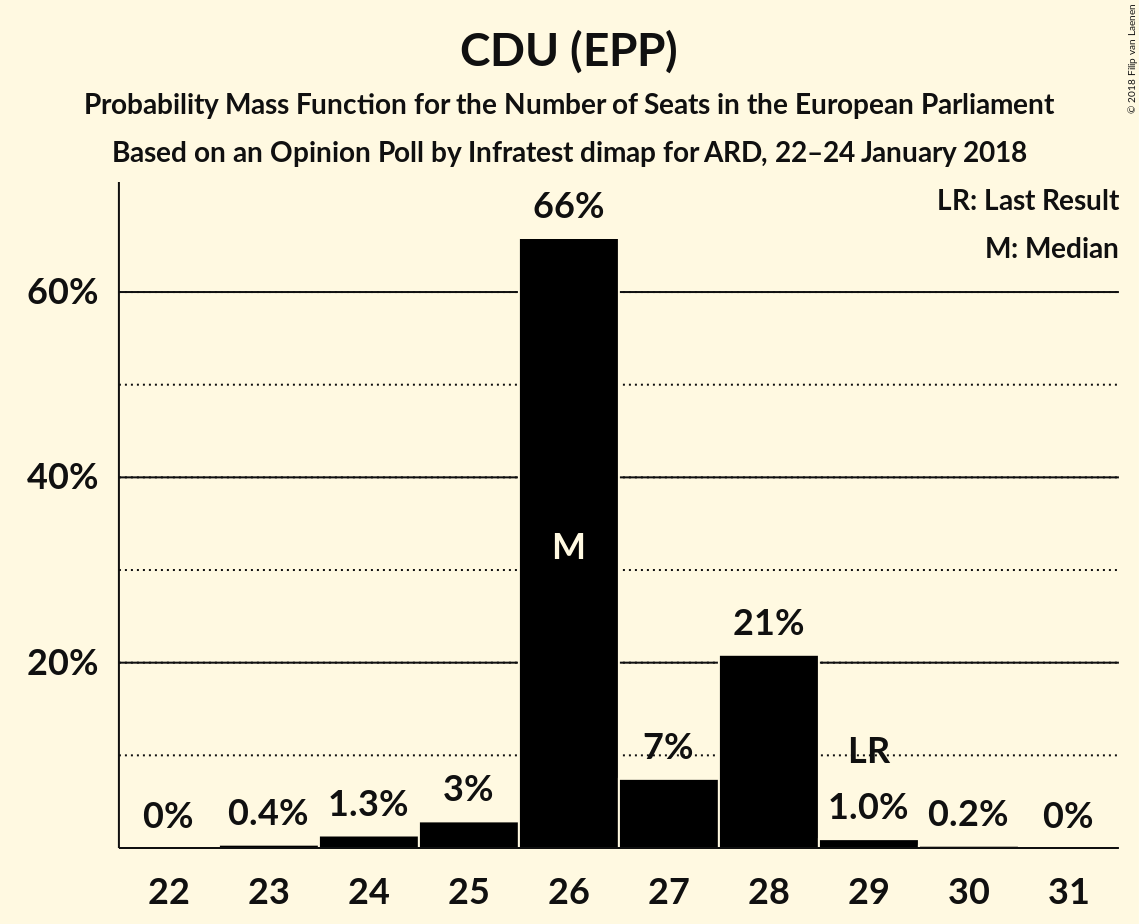 CDU (EPP)
Probability Mass Function for the Number of Seats in the European Parliament
Based on an Opinion Poll by Infratest dimap for ARD, 22–24 January 2018
© 2018 Filip van Laenen
LR: Last Result
M: Median
66%
60%
40%
M
21%
20%
7%
LR
0%
0.4%
1.3%
3%
1.0%
0.2%
0%
22 23 24 25 26 27 28 29 30 31